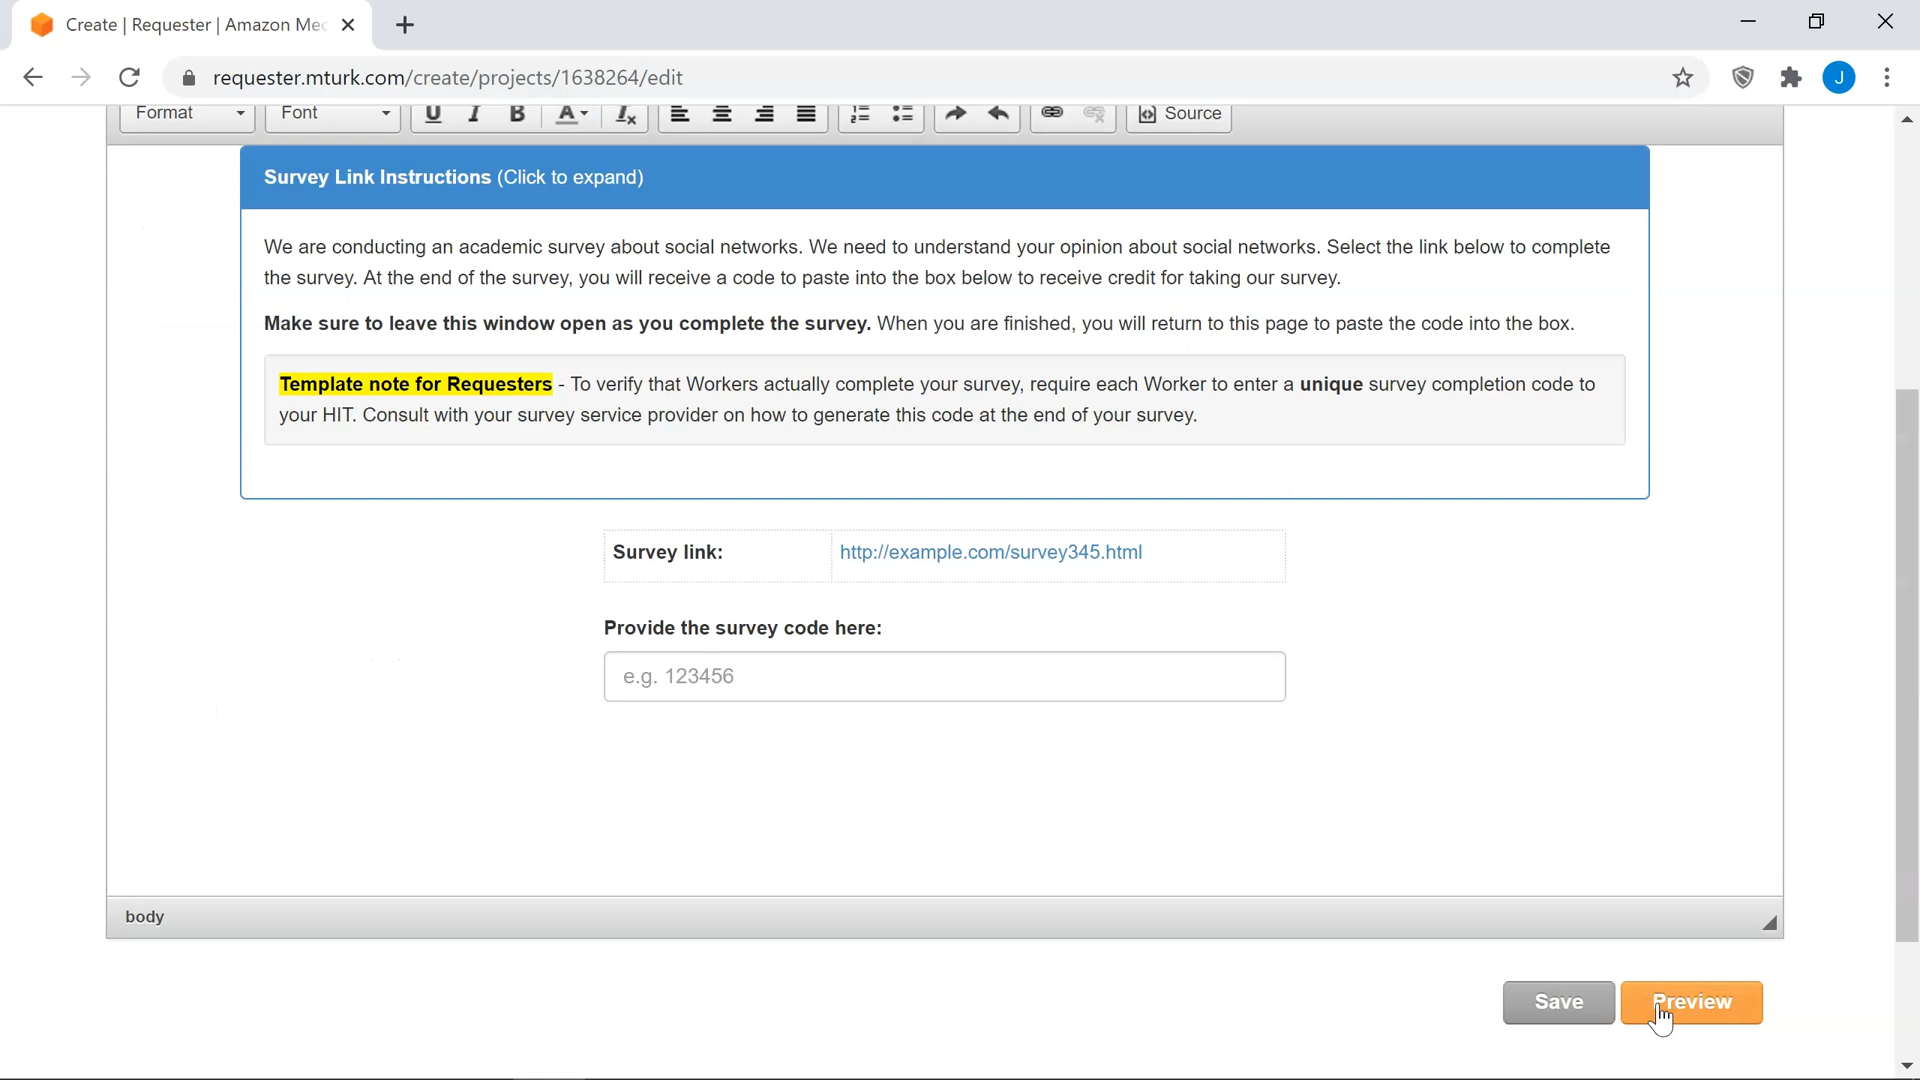 Create | Requester | Amazon Mec
requester.mturk.com/create/projects/1638264/edit
J
Format Font U I B A Ix Source
Survey Link Instructions (Click to expand)
We are conducting an academic survey about social networks. We need to understand your opinion about social networks. Select the link below to complete
the survey. At the end of the survey, you will receive a code to paste into the box below to receive credit for taking our survey.
Make sure to leave this window open as you complete the survey. When you are finished, you will return to this page to paste the code into the box.
Template note for Requesters - To verify that Workers actually complete your survey, require each Worker to enter a unique survey completion code to
your HIT. Consult with your survey service provider on how to generate this code at the end of your survey.
Survey link: http://example.com/survey345.html
Provide the survey code here:
e.g. 123456
body
Save Preview